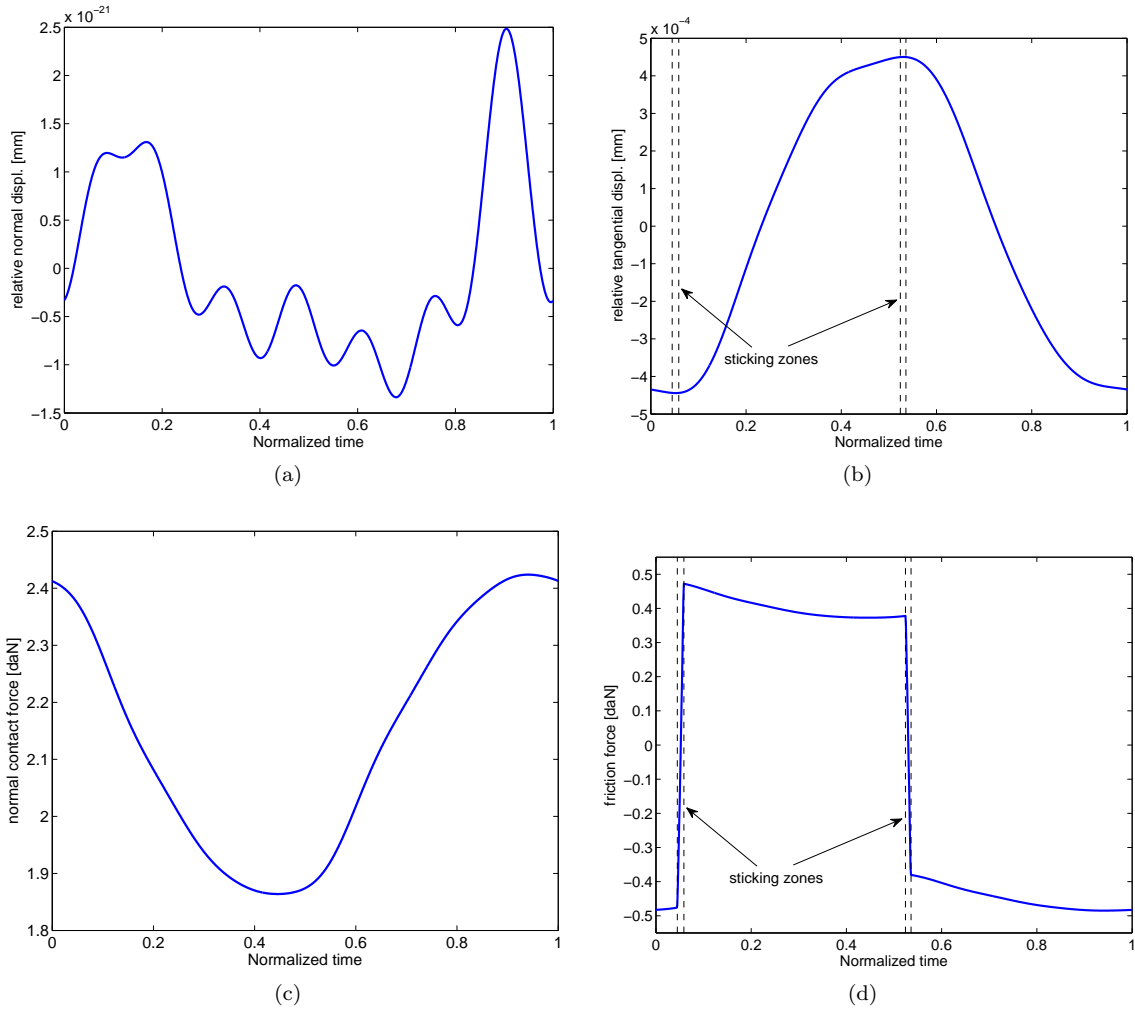 x 10⁻²¹
2.5
2
1.5
1
0.5
0
−0.5
−1
−1.5
0 0.2 0.4 0.6 0.8 1
relative normal displ. [mm]
Normalized time
(a)
x 10⁻⁴
5
4
3
2
1
0
−1
−2
−3
−4
−5
0 0.2 0.4 0.6 0.8 1
relative tangential displ. [mm]
sticking zones
Normalized time
(b)
2.5
2.4
2.3
2.2
2.1
2
1.9
1.8
0 0.2 0.4 0.6 0.8 1
normal contact force [daN]
Normalized time
(c)
0.5
0.4
0.3
0.2
0.1
0
−0.1
−0.2
−0.3
−0.4
−0.5
0 0.2 0.4 0.6 0.8 1
friction force [daN]
sticking zones
Normalized time
(d)